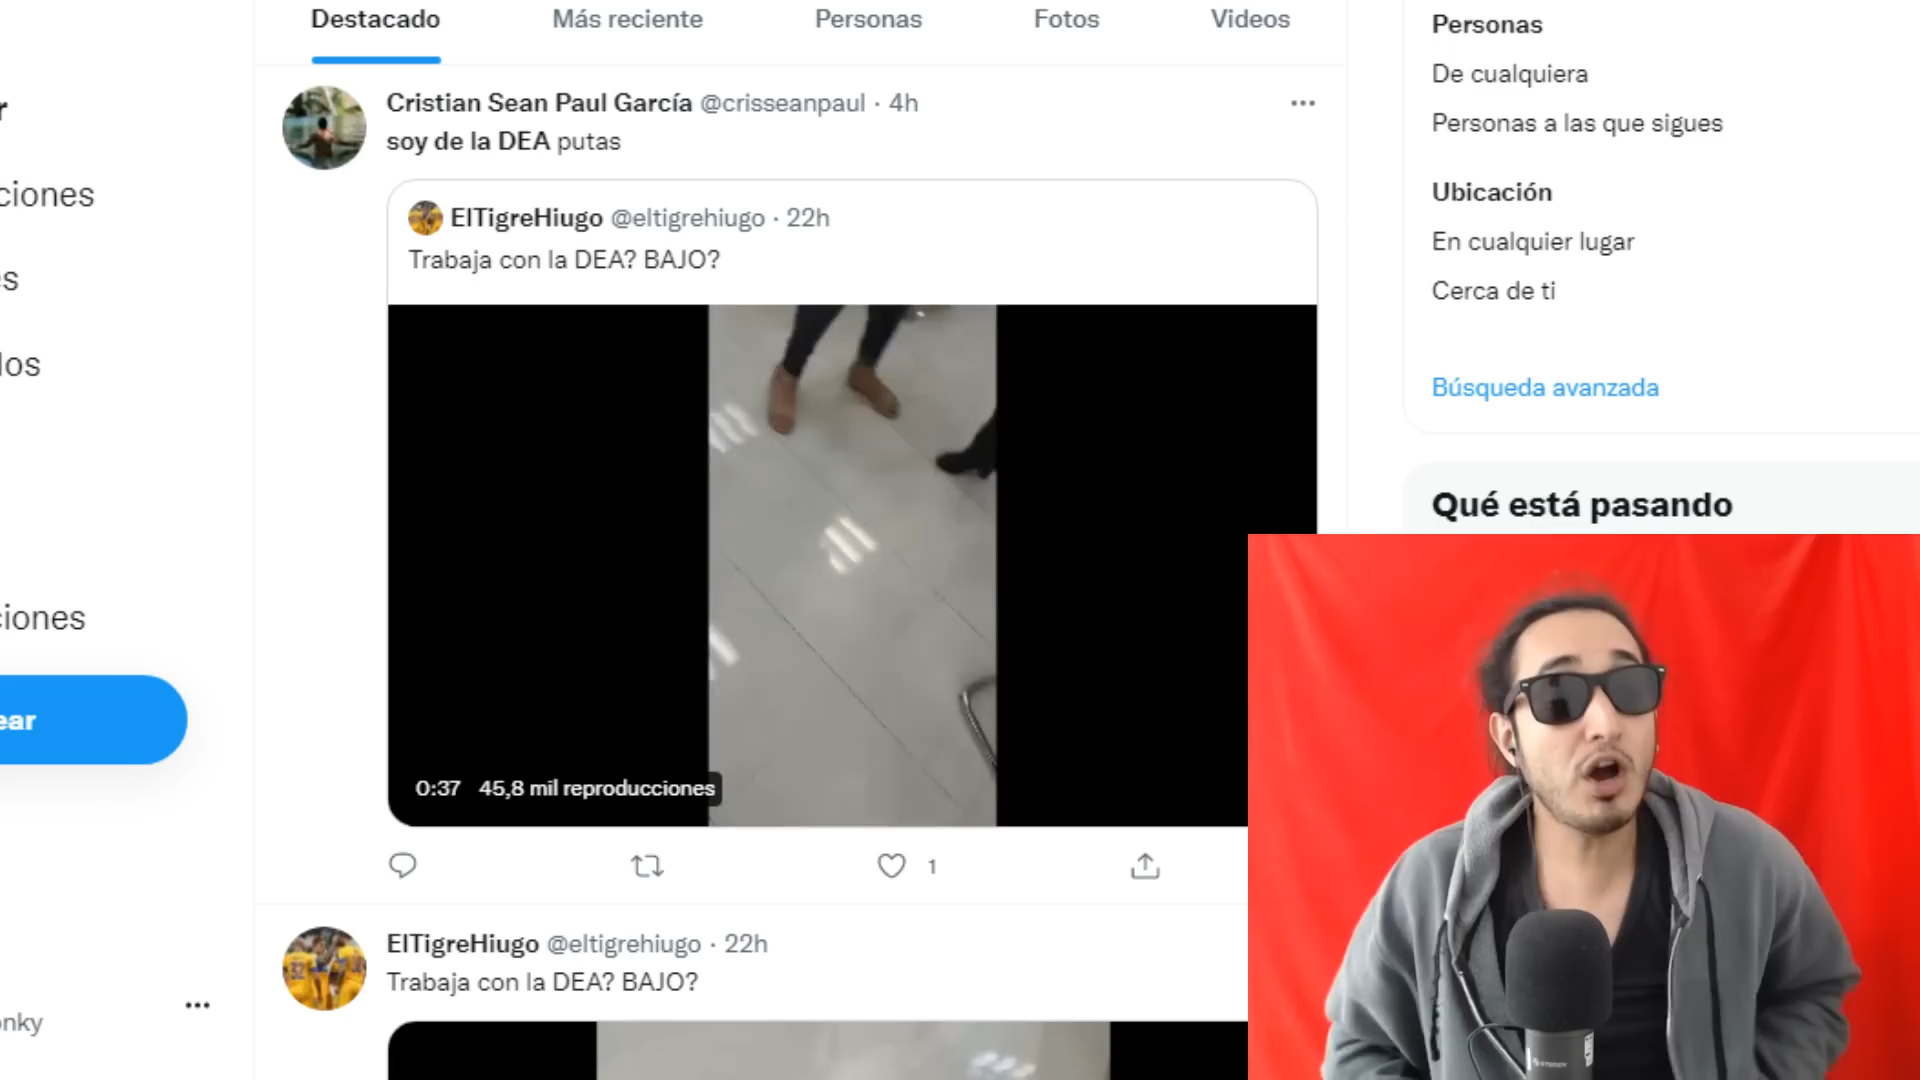 Destacado
Más reciente
Personas
Fotos
Videos
Cristian Sean Paul García @crisseanpaul · 4h
soy de la DEA putas
ElTigreHiugo @eltigrehiugo · 22h
Trabaja con la DEA? BAJO?
0:37 45,8 mil reproducciones
1
ElTigreHiugo @eltigrehiugo · 22h
Trabaja con la DEA? BAJO?
r
ciones
es
los
ciones
ear
onky
Personas
De cualquiera
Personas a las que sigues
Ubicación
En cualquier lugar
Cerca de ti
Búsqueda avanzada
Qué está pasando